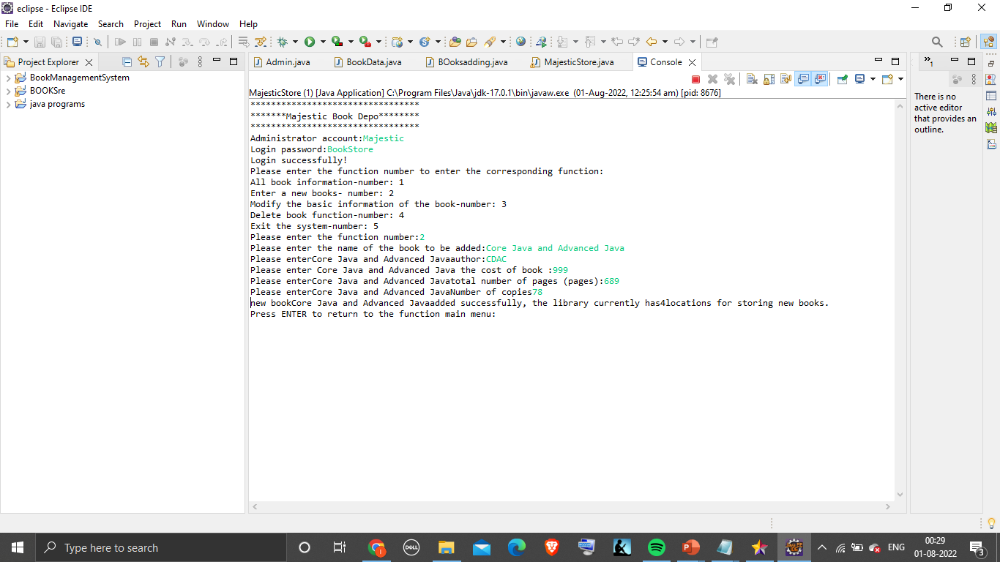 eclipse - Eclipse IDE
File Edit Navigate Search Project Run Window Help
Project Explorer
Admin.java BookData.java BOoksadding.java MajesticStore.java Console
1
BookManagementSystem
BOOKSre
java programs
MajesticStore (1) [Java Application] C:\Program Files\Java\jdk-17.0.1\bin\javaw.exe (01-Aug-2022, 12:25:54 am) [pid: 8676]
*********************************
*******Majestic Book Depo********
*********************************
Administrator account:Majestic
Login password:BookStore
Login successfully!
Please enter the function number to enter the corresponding function:
All book information-number: 1
Enter a new books- number: 2
Modify the basic information of the book-number: 3
Delete book function-number: 4
Exit the system-number: 5
Please enter the function number:2
Please enter the name of the book to be added:Core Java and Advanced Java
Please enterCore Java and Advanced Javaauthor:CDAC
Please enter Core Java and Advanced Java the cost of book :999
Please enterCore Java and Advanced Javatotal number of pages (pages):689
Please enterCore Java and Advanced JavaNumber of copies78
new bookCore Java and Advanced Javaadded successfully, the library currently has4locations for storing new books.
Press ENTER to return to the function main menu:
There is no
active editor
that provides an
outline.
Type here to search
DELL
ENG
00:29
01-08-2022
3